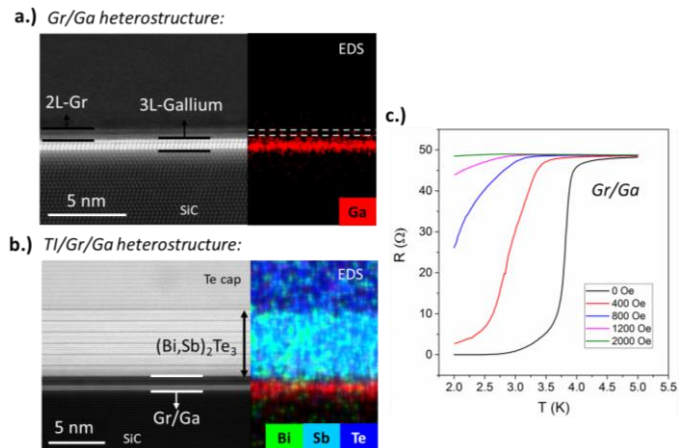 a.) Gr/Ga heterostructure:
EDS
2L-Gr
3L-Gallium
5 nm
SiC
Ga
b.) TI/Gr/Ga heterostructure:
Te cap
EDS
(Bi,Sb)₂Te₃
Gr/Ga
5 nm
SiC
Bi
Sb
Te
c.)
50
40
30
20
10
0
R (Ω)
Gr/Ga
0 Oe
400 Oe
800 Oe
1200 Oe
2000 Oe
2.0 2.5 3.0 3.5 4.0 4.5 5.0
T (K)